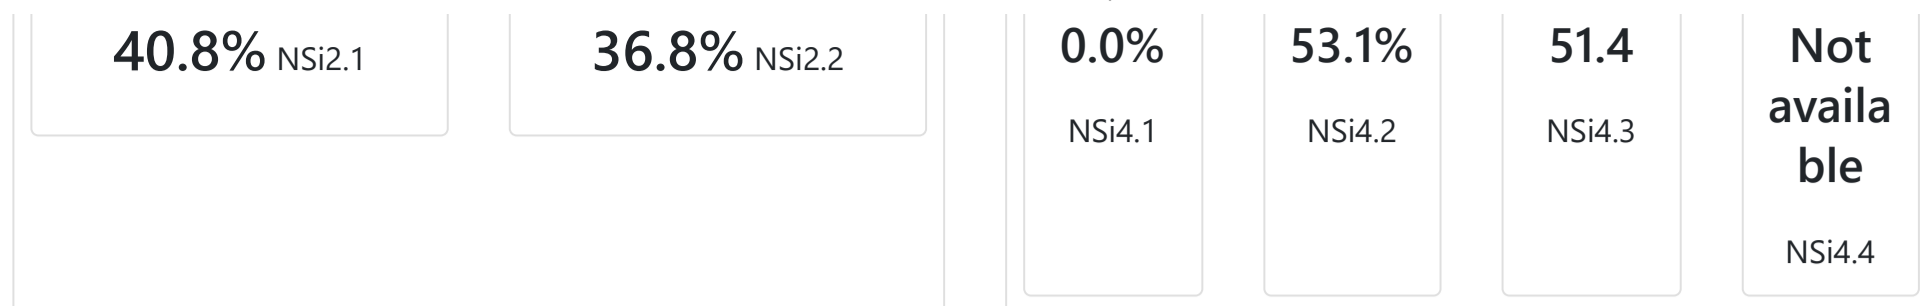 40.8% NSi2.1
36.8% NSi2.2
0.0%
NSi4.1
53.1%
NSi4.2
51.4
NSi4.3
Not
availa
ble
NSi4.4